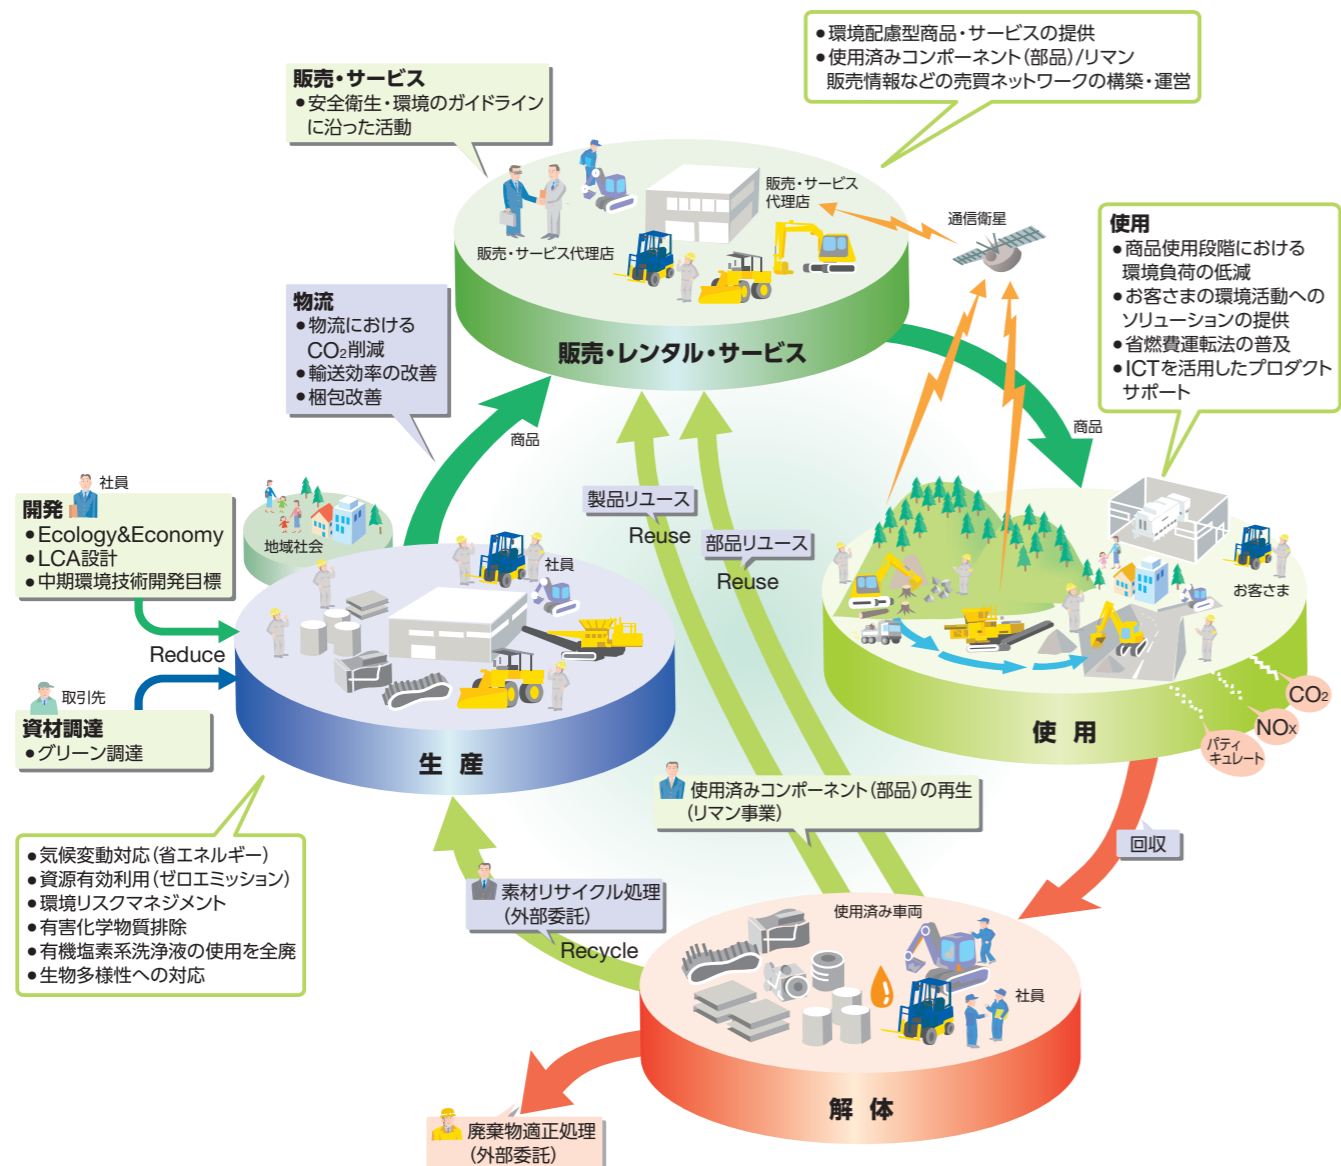 ●環境配慮型商品・サービスの提供
●使用済みコンポーネント(部品)/リマン
販売情報などの売買ネットワークの構築・運営
販売・サービス
●安全衛生・環境のガイドライン
に沿った活動
販売・サービス
代理店
販売・サービス代理店
通信衛星
販売・レンタル・サービス
使用
●商品使用段階における
環境負荷の低減
●お客さまの環境活動への
ソリューションの提供
●省燃費運転法の普及
●ICTを活用したプロダクト
サポート
物流
●物流における
CO₂削減
●輸送効率の改善
●梱包改善
商品
商品
社員
開発
●Ecology&Economy
●LCA設計
●中期環境技術開発目標
地域社会
社員
製品リユース
Reuse
部品リユース
Reuse
お客さま
Reduce
取引先
資材調達
●グリーン調達
生産
使用
CO₂
NOx
パティ
キュレート
使用済みコンポーネント(部品)の再生
(リマン事業)
回収
●気候変動対応(省エネルギー)
●資源有効利用(ゼロエミッション)
●環境リスクマネジメント
●有害化学物質排除
●有機塩素系洗浄液の使用を全廃
●生物多様性への対応
素材リサイクル処理
(外部委託)
Recycle
使用済み車両
社員
解体
廃棄物適正処理
(外部委託)